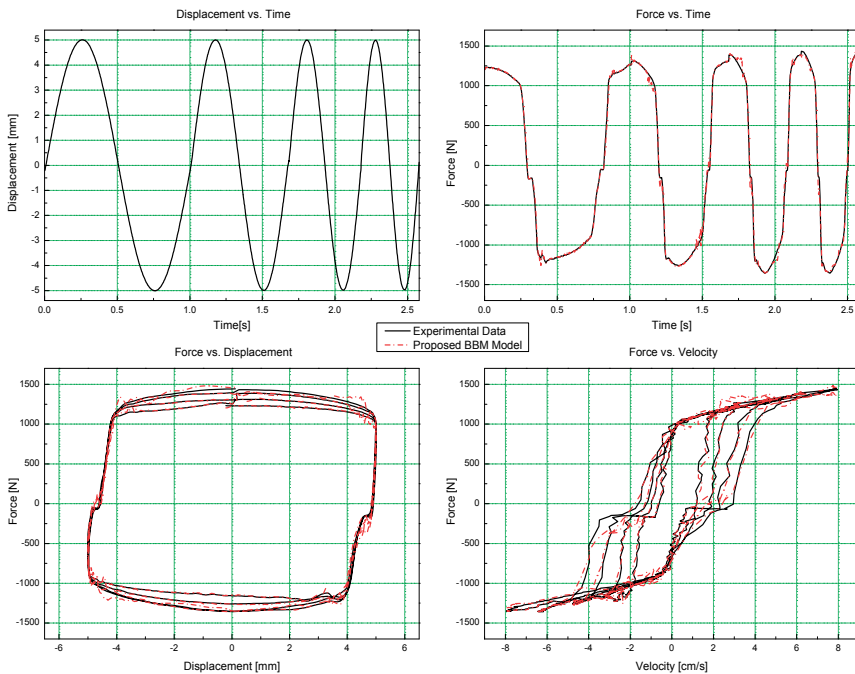 Displacement vs. Time
Displacement [mm]
5
4
3
2
1
0
-1
-2
-3
-4
-5
0.0 0.5 1.0 1.5 2.0 2.5
Time[s]
Force vs. Time
Force [N]
1500
1000
500
0
-500
-1000
-1500
0.0 0.5 1.0 1.5 2.0 2.5
Time [s]
Experimental Data
Proposed BBM Model
Force vs. Displacement
Force [N]
1500
1000
500
0
-500
-1000
-1500
-6 -4 -2 0 2 4 6
Displacement [mm]
Force vs. Velocity
Force [N]
1500
1000
500
0
-500
-1000
-1500
-8 -6 -4 -2 0 2 4 6 8
Velocity [cm/s]